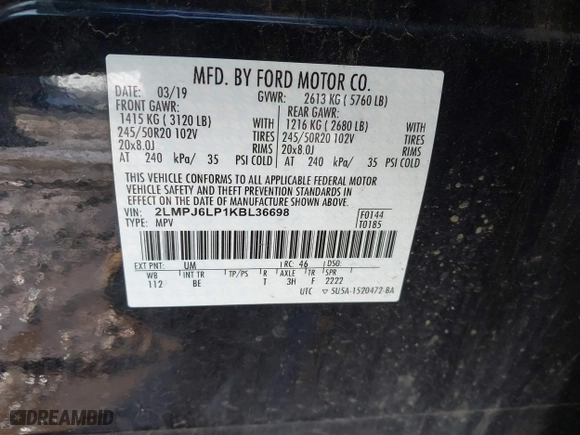 MFD. BY FORD MOTOR CO.
DATE: 03/19 GVWR: 2613 KG ( 5760 LB)
FRONT GAWR: REAR GAWR:
1415 KG ( 3120 LB) WITH 1216 KG ( 2680 LB) WITH
245/50R20 102V TIRES 245/50R20 102V TIRES
20x8.0J RIMS 20x8.0J RIMS
AT 240 kPa/ 35 PSI COLD AT 240 kPa/ 35 PSI COLD
THIS VEHICLE CONFORMS TO ALL APPLICABLE FEDERAL MOTOR
VEHICLE SAFETY AND THEFT PREVENTION STANDARDS IN
EFFECT ON THE DATE OF MANUFACTURE SHOWN ABOVE.
VIN: 2LMPJ6LP1KBL36698 F0144
TYPE: MPV T0185
EXT PNT: UM RC: 46 DSO:
WB INT TR TP/PS R AXLE TR SPR
112 BE T 3H F 2222
UTC ▽ 5U5A-1520472-BA
DREAMBID